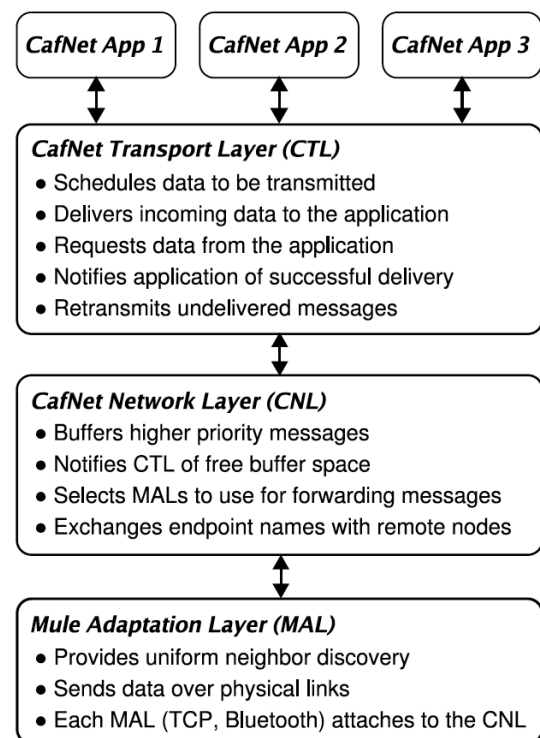 CafNet App 1
CafNet App 2
CafNet App 3
CafNet Transport Layer (CTL)
● Schedules data to be transmitted
● Delivers incoming data to the application
● Requests data from the application
● Notifies application of successful delivery
● Retransmits undelivered messages
CafNet Network Layer (CNL)
● Buffers higher priority messages
● Notifies CTL of free buffer space
● Selects MALs to use for forwarding messages
● Exchanges endpoint names with remote nodes
Mule Adaptation Layer (MAL)
● Provides uniform neighbor discovery
● Sends data over physical links
● Each MAL (TCP, Bluetooth) attaches to the CNL